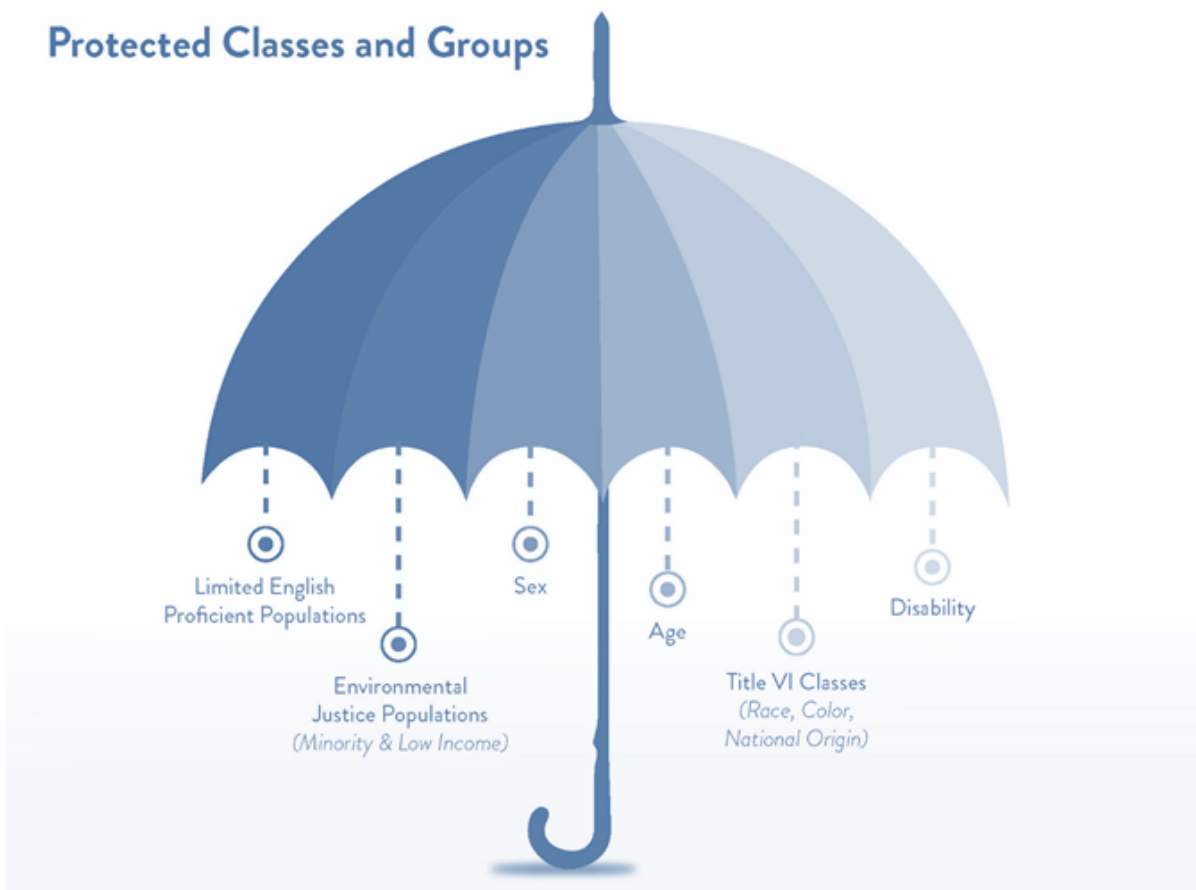 Protected Classes and Groups
Limited English
Proficient Populations
Environmental
Justice Populations
(Minority & Low Income)
Sex
Age
Title VI Classes
(Race, Color,
National Origin)
Disability